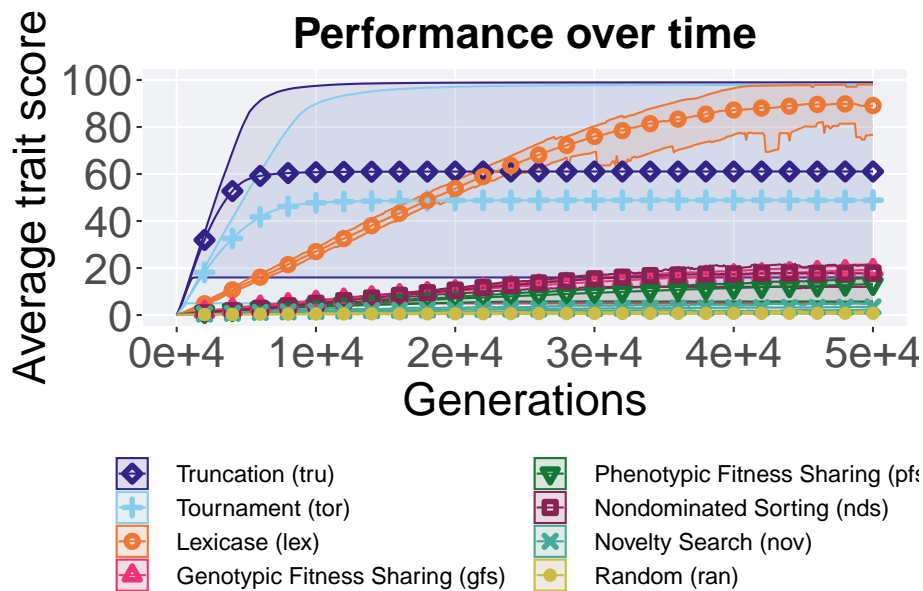 Performance over time
Average trait score
100
80
60
40
20
0
0e+4 1e+4 2e+4 3e+4 4e+4 5e+4
Generations
Truncation (tru)
Tournament (tor)
Lexicase (lex)
Genotypic Fitness Sharing (gfs)
Phenotypic Fitness Sharing (pfs
Nondominated Sorting (nds)
Novelty Search (nov)
Random (ran)